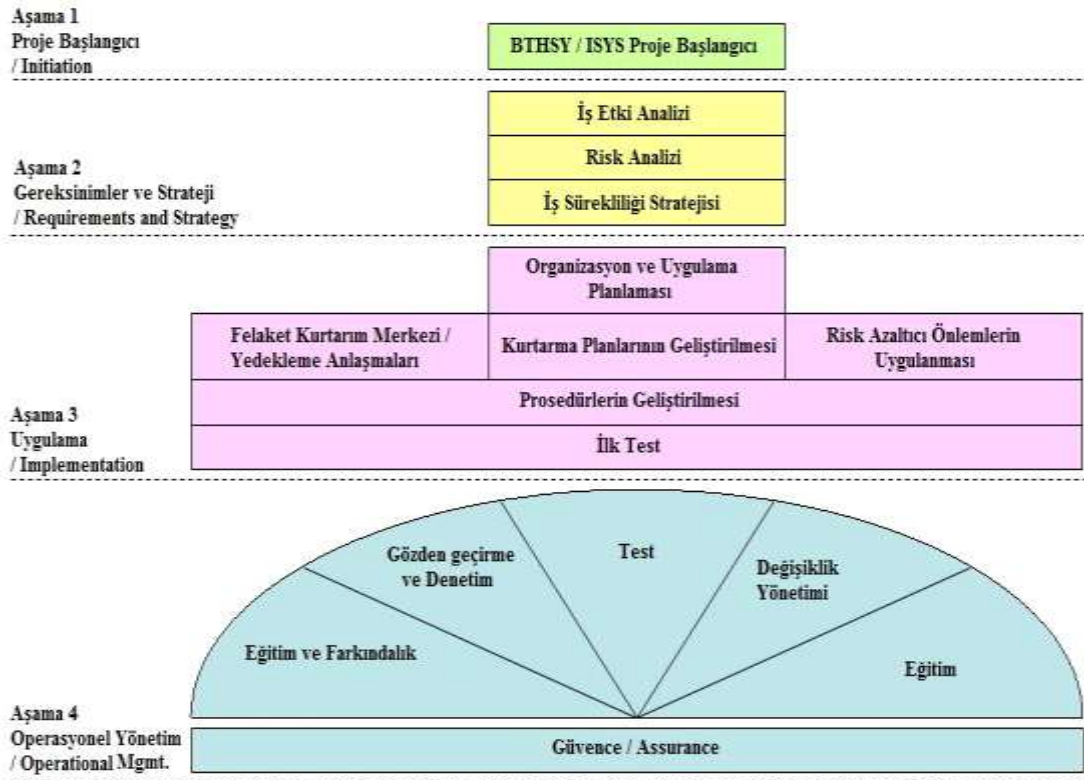 Aşama 1
Proje Başlangıcı
/ Initiation
BTHSY / ISYS Proje Başlangıcı
İş Etki Analizi
Risk Analizi
İş Sürekliliği Stratejisi
Aşama 2
Gereksinimler ve Strateji
/ Requirements and Strategy
Organizasyon ve Uygulama
Planlaması
Felaket Kurtarım Merkezi /
Yedekleme Anlaşmaları
Kurtarma Planlarının Geliştirilmesi
Risk Azaltıcı Önlemlerin
Uygulanması
Prosedürlerin Geliştirilmesi
İlk Test
Aşama 3
Uygulama
/ Implementation
Eğitim ve Farkındalık
Gözden geçirme
ve Denetim
Test
Değişiklik
Yönetimi
Eğitim
Aşama 4
Operasyonel Yönetim
/ Operational Mgmt.
Güvence / Assurance